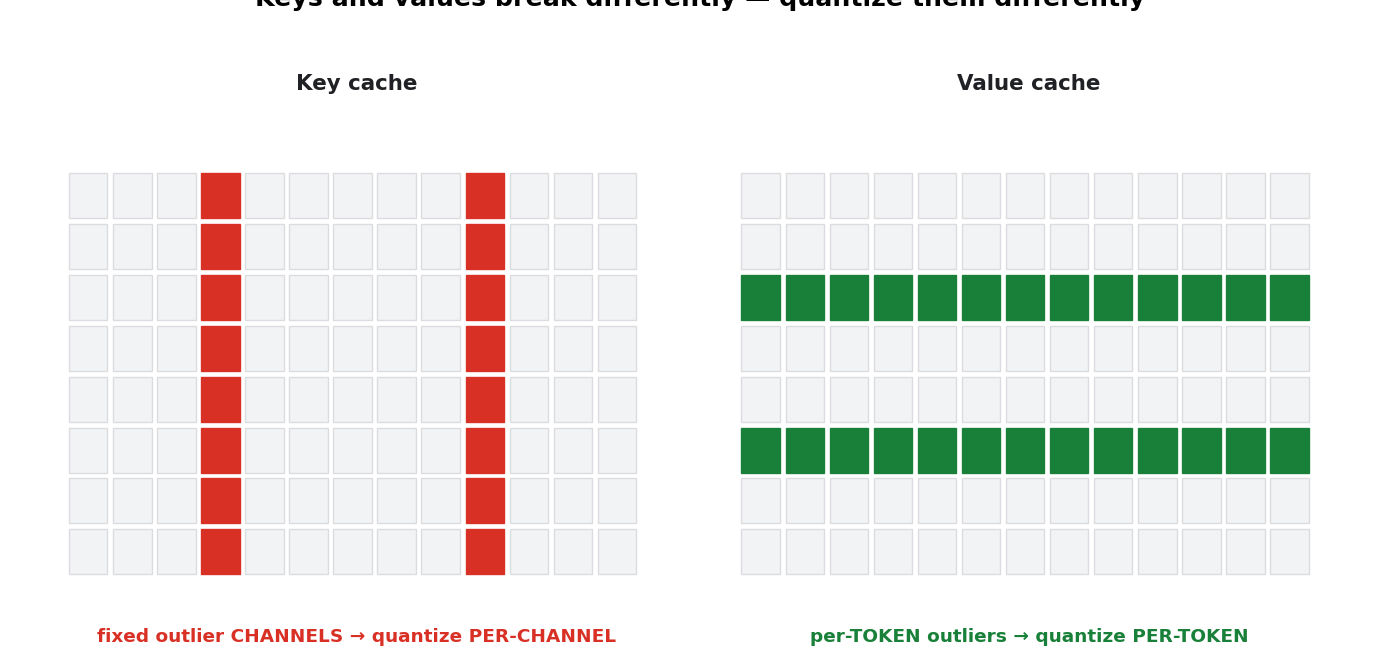 Keys and values break differently — quantize them differently
Key cache
Value cache
fixed outlier CHANNELS → quantize PER-CHANNEL
per-TOKEN outliers → quantize PER-TOKEN